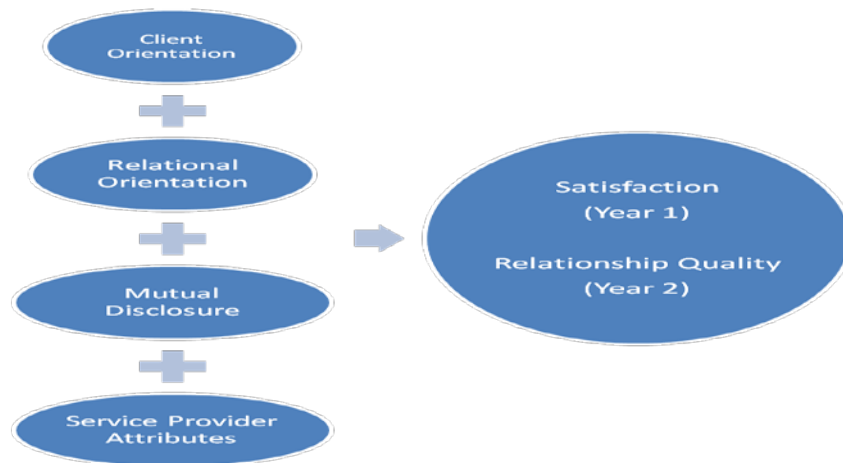 Client
Orientation
Relational
Orientation
Mutual
Disclosure
Service Provider
Attributes
Satisfaction
(Year 1)
Relationship Quality
(Year 2)